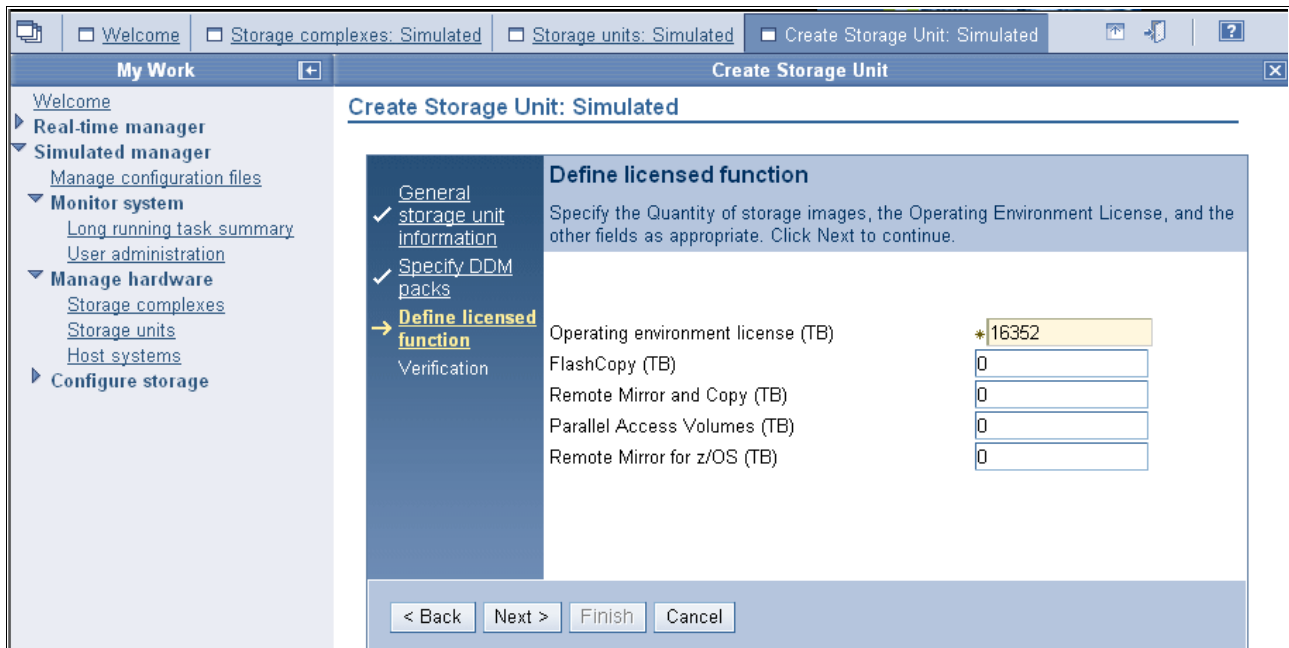 Welcome
Storage complexes: Simulated
Storage units: Simulated
Create Storage Unit: Simulated
?
My Work
Create Storage Unit
Welcome
Real-time manager
Simulated manager
Manage configuration files
Monitor system
Long running task summary
User administration
Manage hardware
Storage complexes
Storage units
Host systems
Configure storage
Create Storage Unit: Simulated
General
storage unit
information
Specify DDM
packs
Define licensed
function
Verification
Define licensed function
Specify the Quantity of storage images, the Operating Environment License, and the
other fields as appropriate. Click Next to continue.
Operating environment license (TB) * 16352
FlashCopy (TB) 0
Remote Mirror and Copy (TB) 0
Parallel Access Volumes (TB) 0
Remote Mirror for z/OS (TB) 0
< Back Next > Finish Cancel